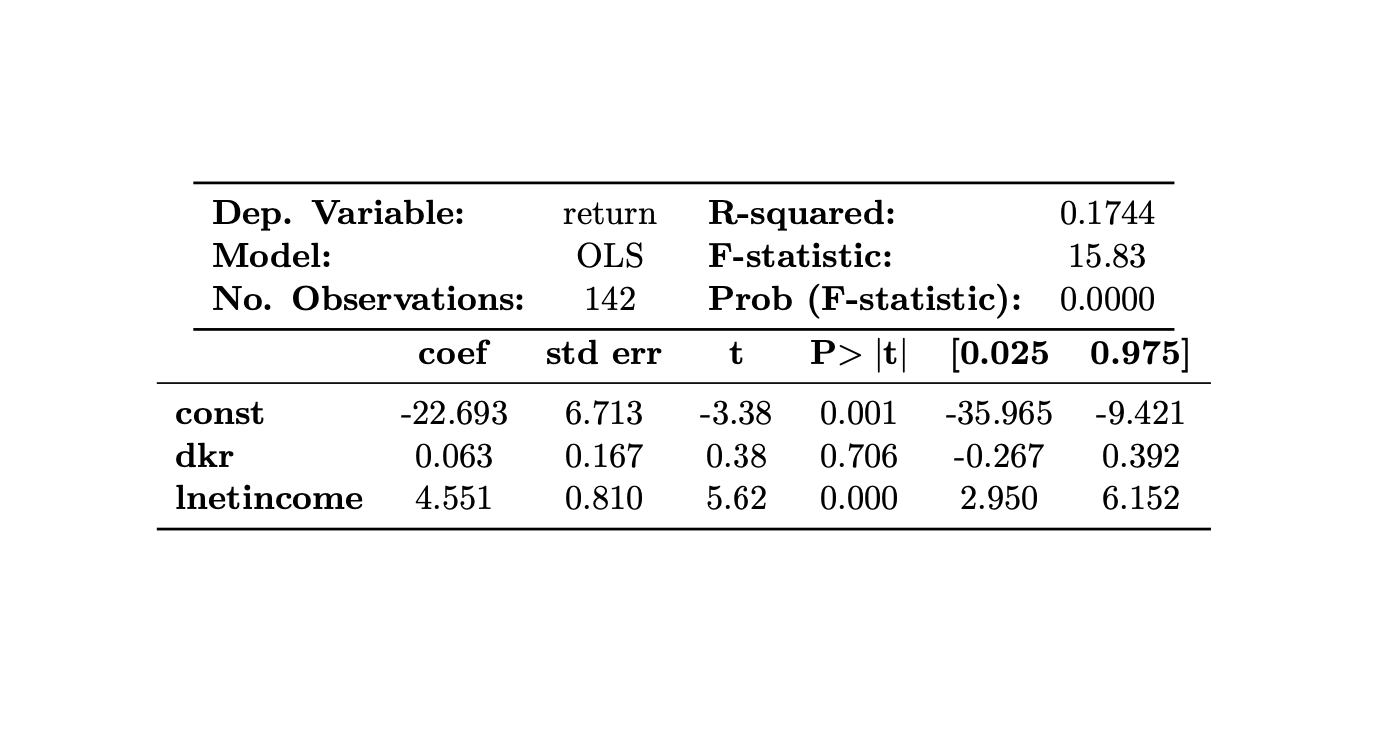 Dep. Variable: return R-squared: 0.1744
Model: OLS F-statistic: 15.83
No. Observations: 142 Prob (F-statistic): 0.0000
coef std err t P> |t| [0.025 0.975]
const -22.693 6.713 -3.38 0.001 -35.965 -9.421
dkr 0.063 0.167 0.38 0.706 -0.267 0.392
lnetincome 4.551 0.810 5.62 0.000 2.950 6.152